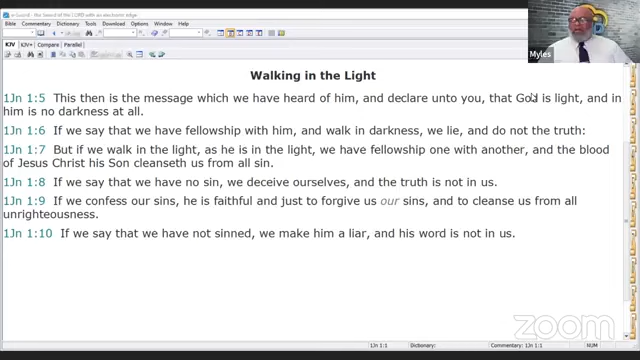 e-Sword - the Sword of the LORD with an electronic edge
Bible Commentary Dictionary Tools Options Window Help
KJV KJV+ Compare Parallel
Walking in the Light
1Jn 1:5 This then is the message which we have heard of him, and declare unto you, that God is light, and in
him is no darkness at all.
1Jn 1:6 If we say that we have fellowship with him, and walk in darkness, we lie, and do not the truth:
1Jn 1:7 But if we walk in the light, as he is in the light, we have fellowship one with another, and the blood
of Jesus Christ his Son cleanseth us from all sin.
1Jn 1:8 If we say that we have no sin, we deceive ourselves, and the truth is not in us.
1Jn 1:9 If we confess our sins, he is faithful and just to forgive us our sins, and to cleanse us from all
unrighteousness.
1Jn 1:10 If we say that we have not sinned, we make him a liar, and his word is not in us.
Myles
zoom
1Jn 1:1 Dictionary: Commentary: 1Jn 1:1 NUM